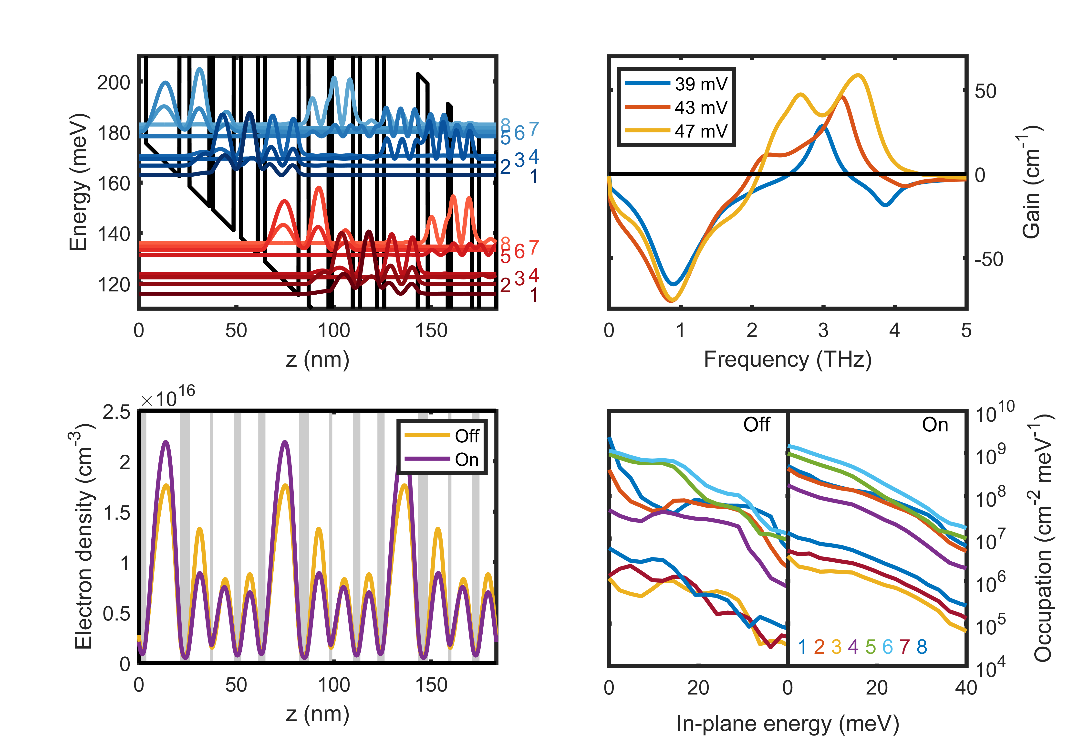 200
180
160
140
120
Energy (meV)
8 7
5 6
2 3 4
1
8 7
5 6
2 3 4
1
0 50 100 150
z (nm)
39 mV
43 mV
47 mV
50
0
-50
Gain (cm⁻¹)
0 1 2 3 4 5
Frequency (THz)
×10¹⁶
2.5
2
1.5
1
0.5
0
Electron density (cm⁻³)
Off
On
0 50 100 150
z (nm)
Off
On
10¹⁰
10⁹
10⁸
10⁷
10⁶
10⁵
10⁴
Occupation (cm⁻² meV⁻¹)
1 2 3 4 5 6 7 8
0 20 0 20 40
In-plane energy (meV)